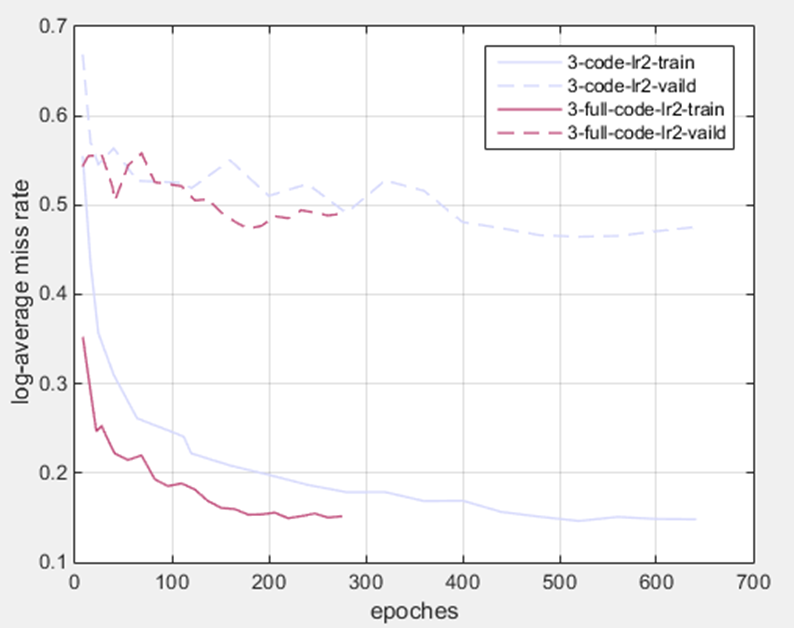 0.7
0.6
0.5
0.4
0.3
0.2
0.1
log-average miss rate
3-code-lr2-train
3-code-lr2-vaild
3-full-code-lr2-train
3-full-code-lr2-vaild
0 100 200 300 400 500 600 700
epoches